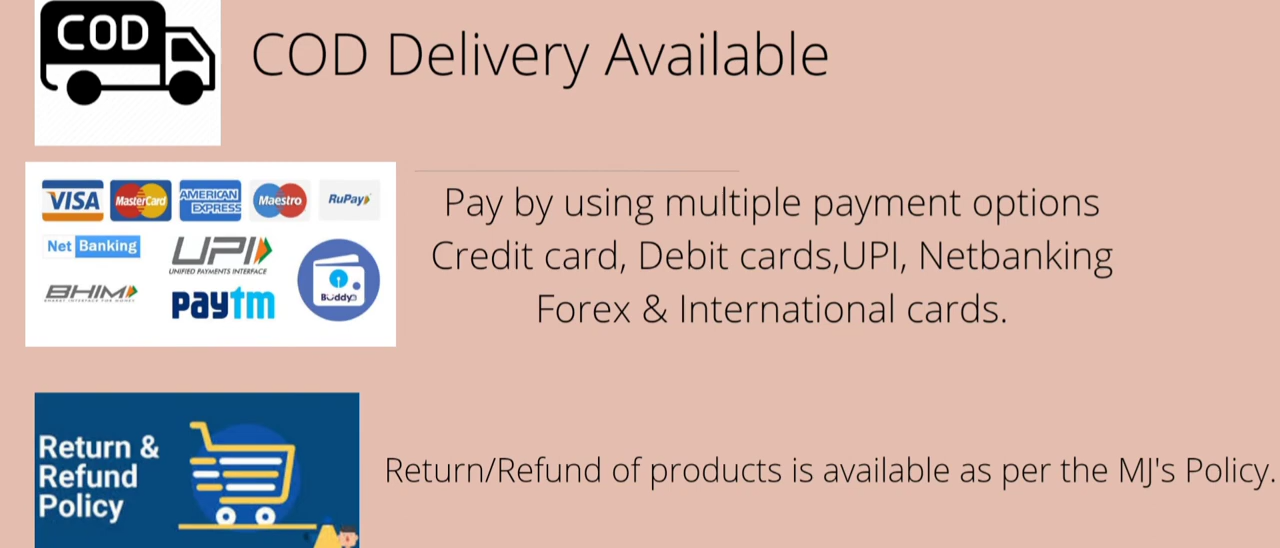 COD
COD Delivery Available
VISA MasterCard AMERICAN EXPRESS Maestro RuPay
Net Banking UPI
UNIFIED PAYMENTS INTERFACE
BHIM
paytm
Buddy
Pay by using multiple payment options
Credit card, Debit cards,UPI, Netbanking
Forex & International cards.
Return &
Refund
Policy
Return/Refund of products is available as per the MJ's Policy.